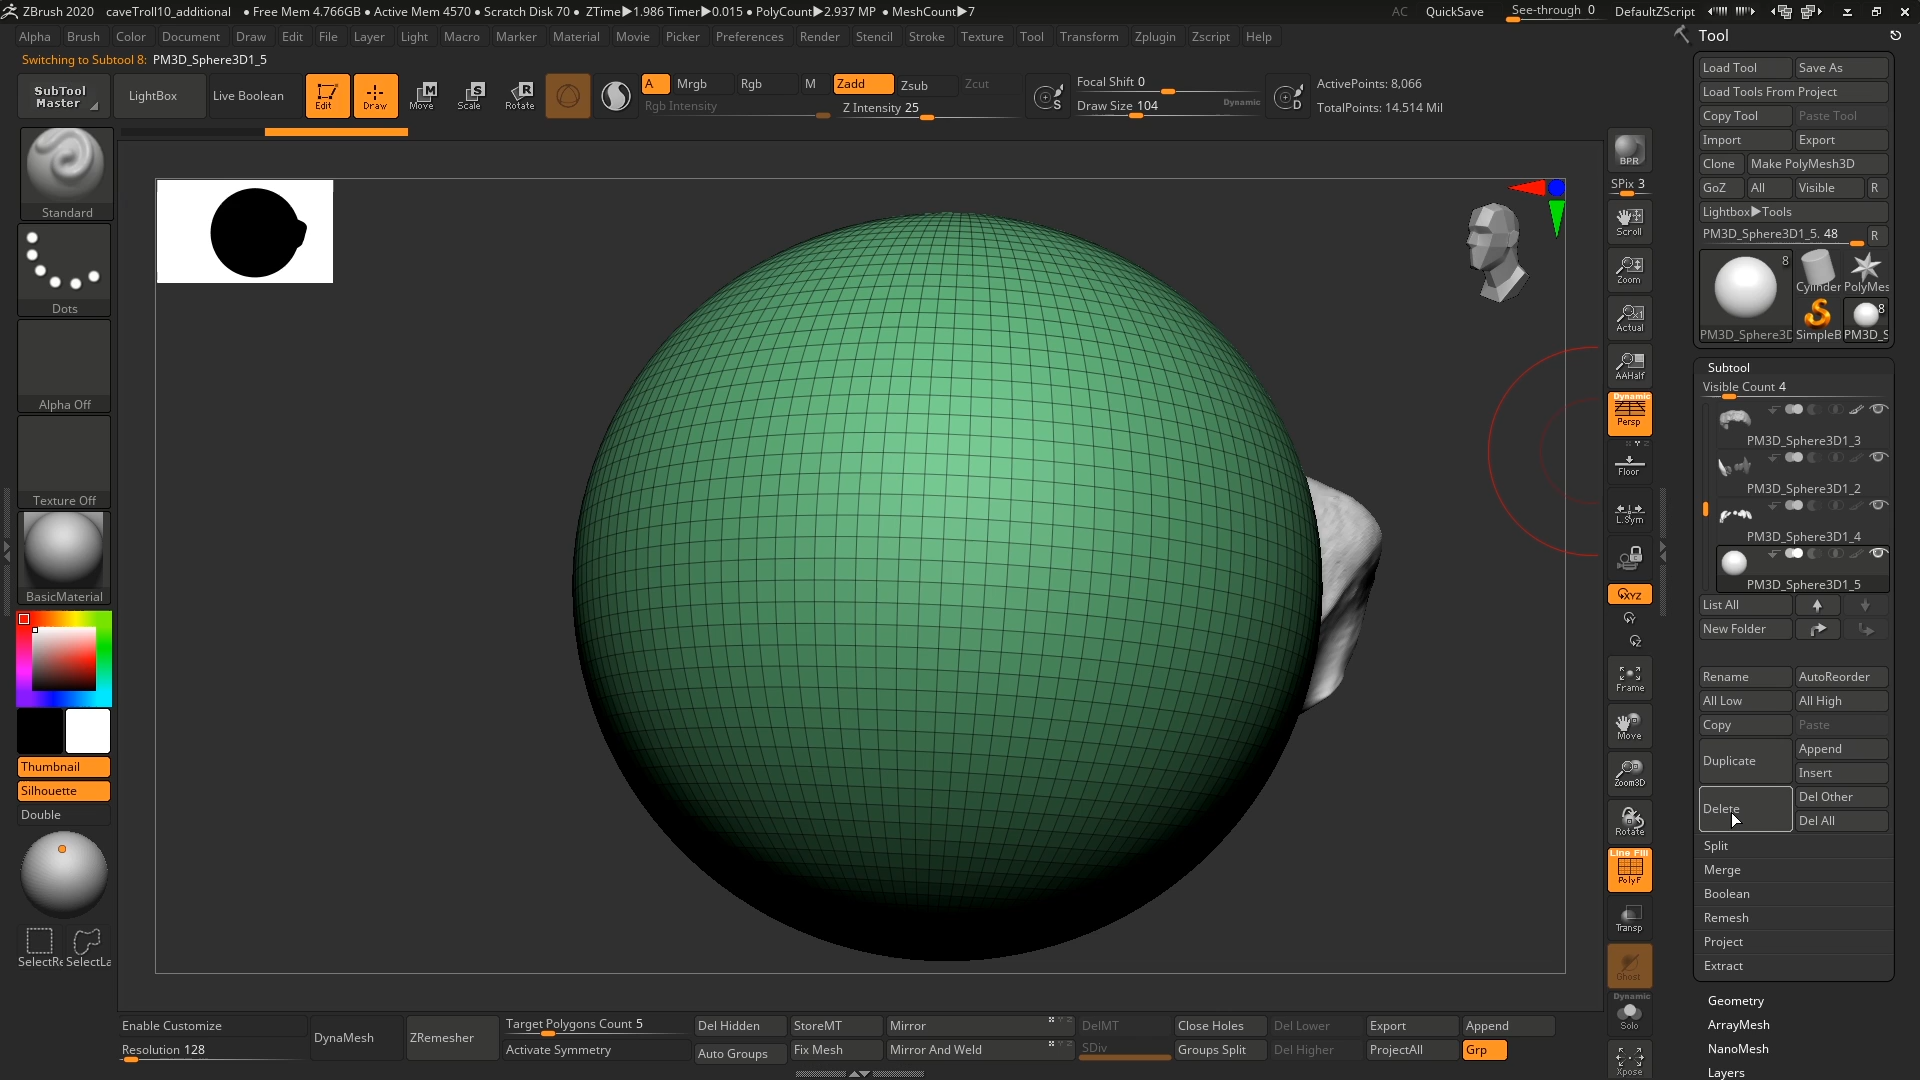 ZBrush 2020 caveTroll10_additional • Free Mem 4.766GB • Active Mem 4570 • Scratch Disk 70 • ZTime▶1.986 Timer▶0.015 • PolyCount▶2.937 MP • MeshCount▶7 AC QuickSave See-through 0 DefaultZScript
Alpha Brush Color Document Draw Edit File Layer Light Macro Marker Material Movie Picker Preferences Render Stencil Stroke Texture Tool Transform Zplugin Zscript Help
Switching to Subtool 8: PM3D_Sphere3D1_5
SubTool Master
LightBox
Live Boolean
Edit
Draw
Move
Scale
Rotate
A Mrgb Rgb M Zadd Zsub Zcut
Rgb Intensity
Z Intensity 25
S
Focal Shift 0
Draw Size 104
Dynamic
D
ActivePoints: 8,066
TotalPoints: 14.514 Mil
Standard
Dots
Alpha Off
Texture Off
BasicMaterial
Thumbnail
Silhouette
Double
SelectRe SelectLa
BPR
SPix 3
Scroll
Zoom
Actual
AAHalf
Dynamic
Persp
Floor
L.Sym
XYZ
Y
Z
Frame
Move
Zoom3D
Rotate
Line Fill
PolyF
Transp
Ghost
Dynamic
Solo
Xpose
Tool
Load Tool Save As
Load Tools From Project
Copy Tool Paste Tool
Import Export
Clone Make PolyMesh3D
GoZ All Visible R
Lightbox▶Tools
PM3D_Sphere3D1_5. 48 R
8
Cylinder PolyMes
8
PM3D_Sphere3D SimpleB PM3D_S
Subtool
Visible Count 4
PM3D_Sphere3D1_3
PM3D_Sphere3D1_2
PM3D_Sphere3D1_4
PM3D_Sphere3D1_5
List All
New Folder
Rename AutoReorder
All Low All High
Copy Paste
Duplicate Append
Insert
Delete Del Other
Del All
Split
Merge
Boolean
Remesh
Project
Extract
Geometry
ArrayMesh
NanoMesh
Layers
Enable Customize
Resolution 128
DynaMesh
ZRemesher
Target Polygons Count 5
Activate Symmetry
Del Hidden
Auto Groups
StoreMT
Fix Mesh
Mirror
Mirror And Weld
DelMT
SDiv
Close Holes
Groups Split
Del Lower
Del Higher
Export
ProjectAll
Append
Grp